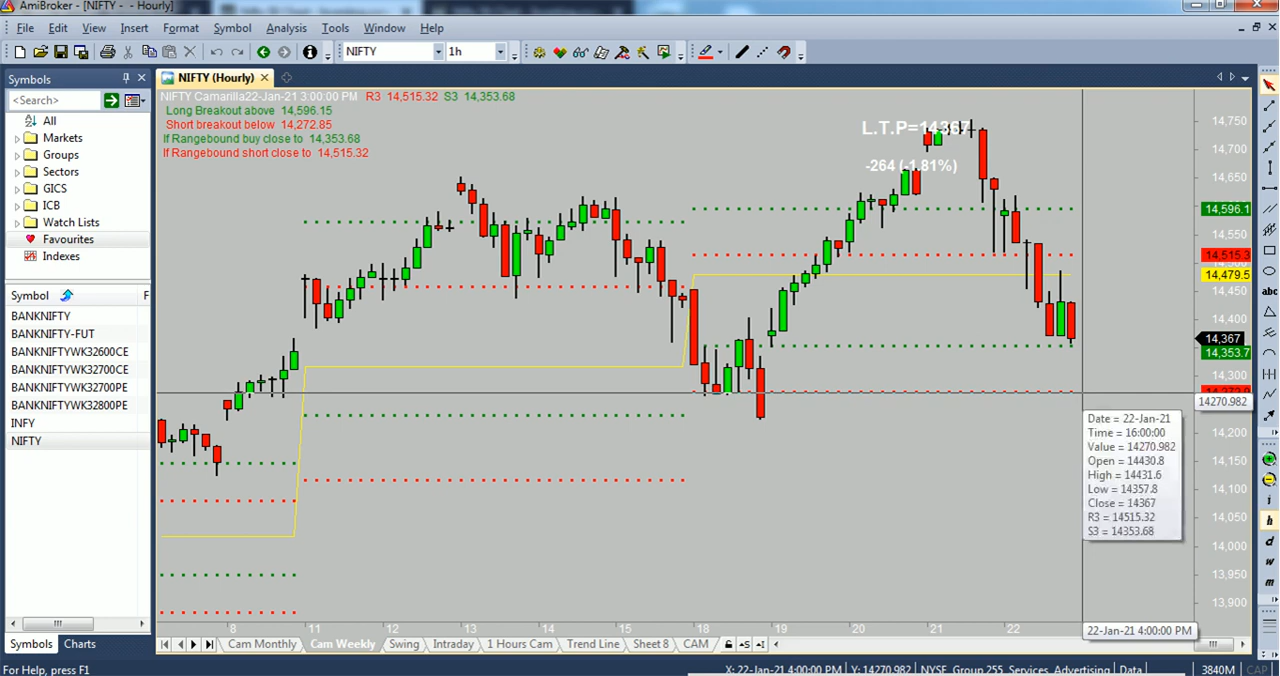 AmiBroker - [NIFTY - - Hourly]
File Edit View Insert Format Symbol Analysis Tools Window Help
NIFTY 1h
Symbols
NIFTY (Hourly)
<Search>
All
Markets
Groups
Sectors
GICS
ICB
Watch Lists
Favourites
Indexes
Symbol F
BANKNIFTY
BANKNIFTY-FUT
BANKNIFTYWK32600CE
BANKNIFTYWK32700CE
BANKNIFTYWK32700PE
BANKNIFTYWK32800PE
INFY
NIFTY
Symbols Charts
NIFTY Camarilla22-Jan-21 3:00:00 PM R3 14,515.32 S3 14,353.68
Long Breakout above 14,596.15
Short breakout below 14,272.85
If Rangebound buy close to 14,353.68
If Rangebound short close to 14,515.32
L.T.P=14367
-264 (-1.81%)
14,750
14,700
14,650
14,596.1
14,550
14,515.3
14,479.5
14,450
14,400
14,367
14,353.7
14,300
14,272.9
14270.982
14,200
14,150
14,100
14,050
14,000
13,950
13,900
Date = 22-Jan-21
Time = 16:00:00
Value = 14270.982
Open = 14430.8
High = 14431.6
Low = 14357.8
Close = 14367
R3 = 14515.32
S3 = 14353.68
8 11 12 13 14 15 18 19 20 21 22
22-Jan-21 4:00:00 PM
Cam Monthly Cam Weekly Swing Intraday 1 Hours Cam Trend Line Sheet 8 CAM
abc
i
h
d
w
m
For Help, press F1
X: 22-Jan-21 4:00:00 PM Y: 14270.982 NYSE, Group 255, Services, Advertising Data 3840M CAP